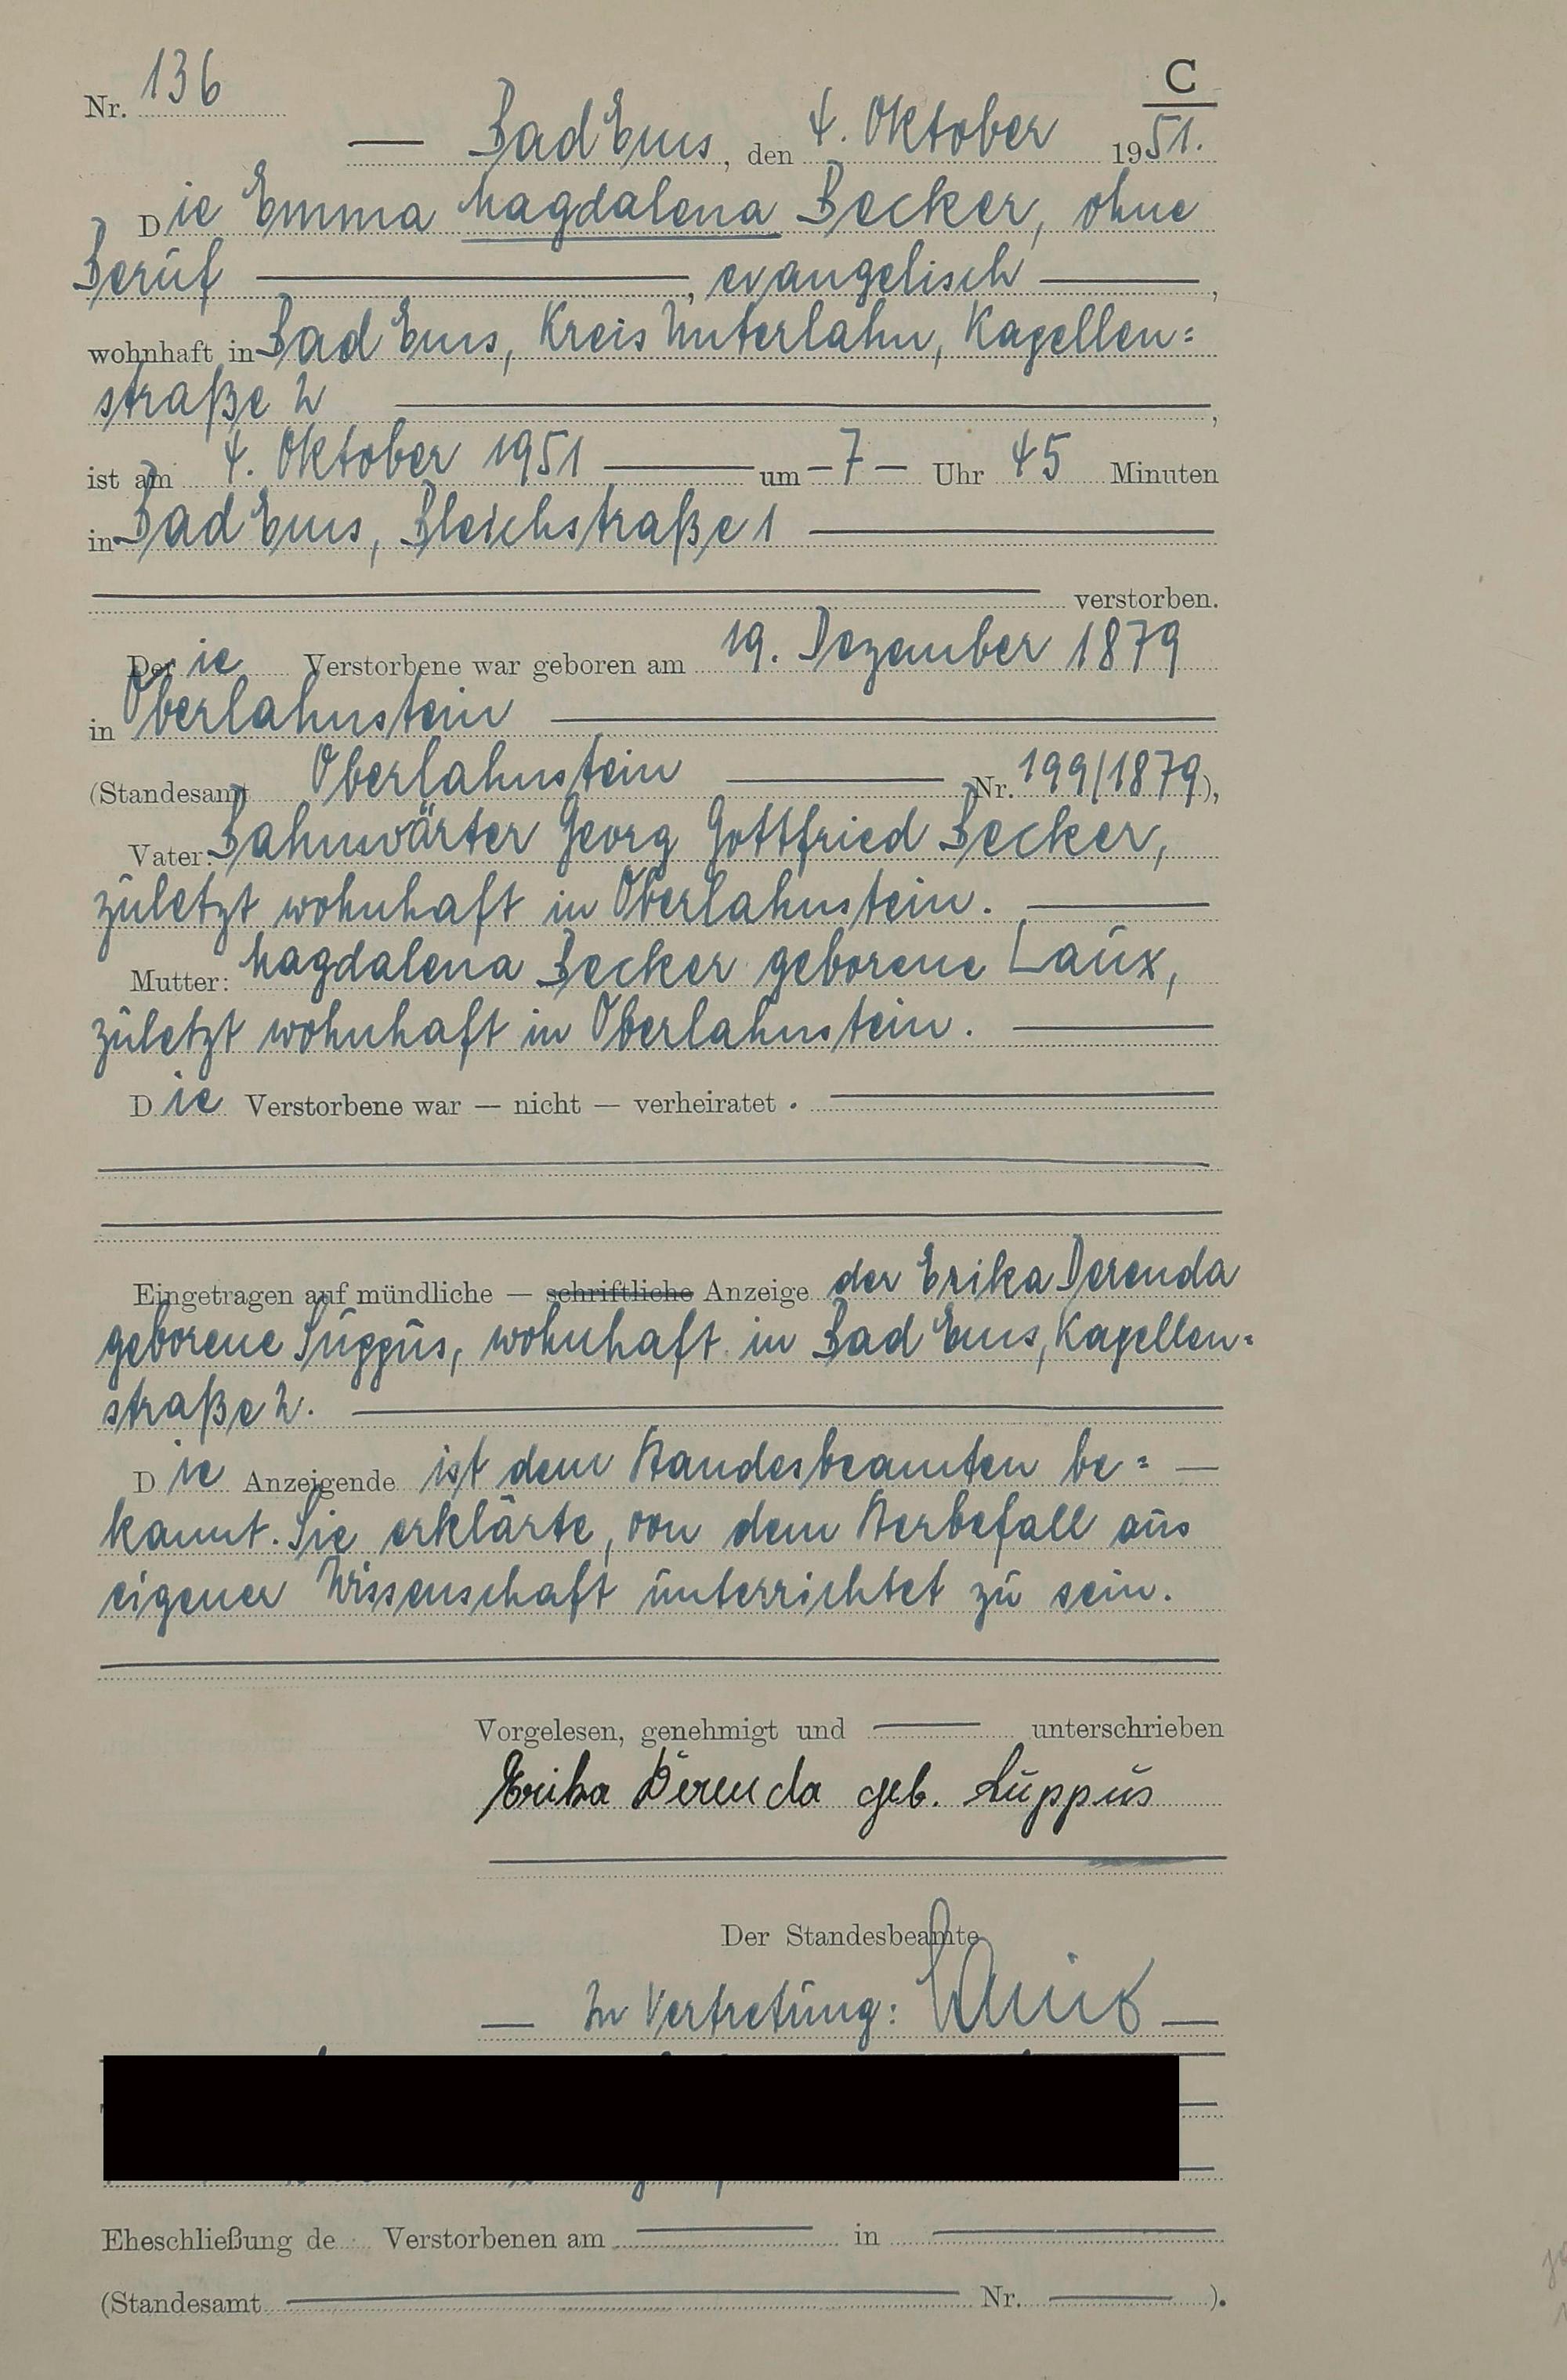 C
Nr. 136
— Bad Ems, den 4. Oktober 1951.
Die Emma Magdalena Becker, ohne
Beruf —, evangelisch —,
wohnhaft in Bad Ems, Kreis Unterlahn, Kapellen=
straße 2 —,
ist am 4. Oktober 1951 — um — 7 — Uhr 45 Minuten
in Bad Ems, Bleichstraße 1 —
— verstorben.
Die Verstorbene war geboren am 19. Dezember 1879
in Oberlahnstein —
(Standesamt Oberlahnstein — Nr. 199/1879),
Vater: Bahnwärter Georg Gottfried Becker,
zuletzt wohnhaft in Oberlahnstein. —
Mutter: Magdalena Becker geborene Laux,
zuletzt wohnhaft in Oberlahnstein. —
Die Verstorbene war — nicht — verheiratet. —
Eingetragen auf mündliche — schriftliche Anzeige der Erika Derenda
geborene Suppus, wohnhaft in Bad Ems, Kapellen=
straße 2. —
Die Anzeigende ist dem Standesbeamten be= —
kannt. Sie erklärte, von dem Sterbefall aus
eigener Wissenschaft unterrichtet zu sein.
Vorgelesen, genehmigt und — unterschrieben
Erika Derenda geb. Suppus
Der Standesbeamte
— In Vertretung: —
Eheschließung de Verstorbenen am — in —
(Standesamt — Nr. —).